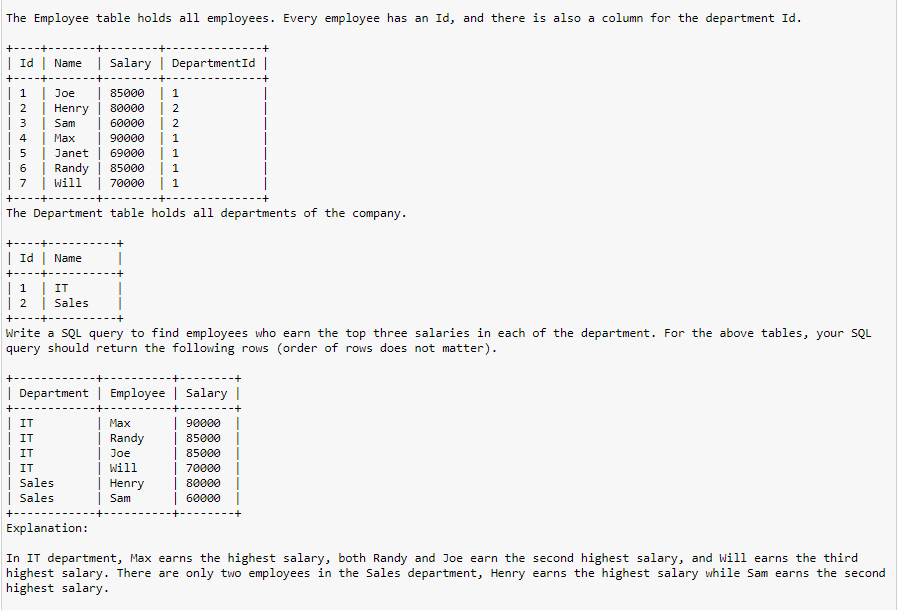 The Employee table holds all employees. Every employee has an Id, and there is also a column for the department Id.
+----+-------+--------+--------------+
| Id | Name  | Salary | DepartmentId |
+----+-------+--------+--------------+
| 1  | Joe   | 85000  | 1            |
| 2  | Henry | 80000  | 2            |
| 3  | Sam   | 60000  | 2            |
| 4  | Max   | 90000  | 1            |
| 5  | Janet | 69000  | 1            |
| 6  | Randy | 85000  | 1            |
| 7  | Will  | 70000  | 1            |
+----+-------+--------+--------------+
The Department table holds all departments of the company.
+----+----------+
| Id | Name     |
+----+----------+
| 1  | IT       |
| 2  | Sales    |
+----+----------+
Write a SQL query to find employees who earn the top three salaries in each of the department. For the above tables, your SQL
query should return the following rows (order of rows does not matter).
+------------+----------+--------+
| Department | Employee | Salary |
+------------+----------+--------+
| IT         | Max      | 90000  |
| IT         | Randy    | 85000  |
| IT         | Joe      | 85000  |
| IT         | Will     | 70000  |
| Sales      | Henry    | 80000  |
| Sales      | Sam      | 60000  |
+------------+----------+--------+
Explanation:
In IT department, Max earns the highest salary, both Randy and Joe earn the second highest salary, and Will earns the third
highest salary. There are only two employees in the Sales department, Henry earns the highest salary while Sam earns the second
highest salary.